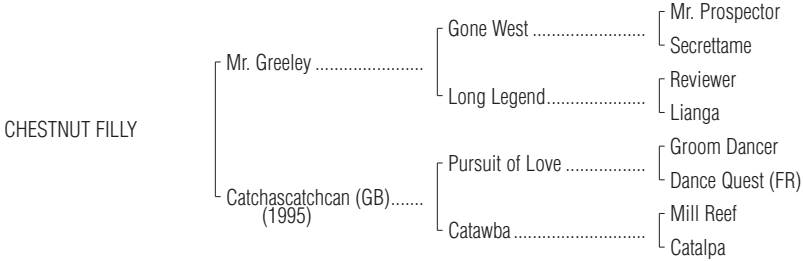 Mr. Prospector
Gone West ........................
Secrettame
Mr. Greeley .......................
Reviewer
Long Legend.....................
Lianga
CHESTNUT FILLY
Groom Dancer
Pursuit of Love .................
Dance Quest (FR)
Catchascatchcan (GB).......
(1995)
Mill Reef
Catawba ............................
Catalpa